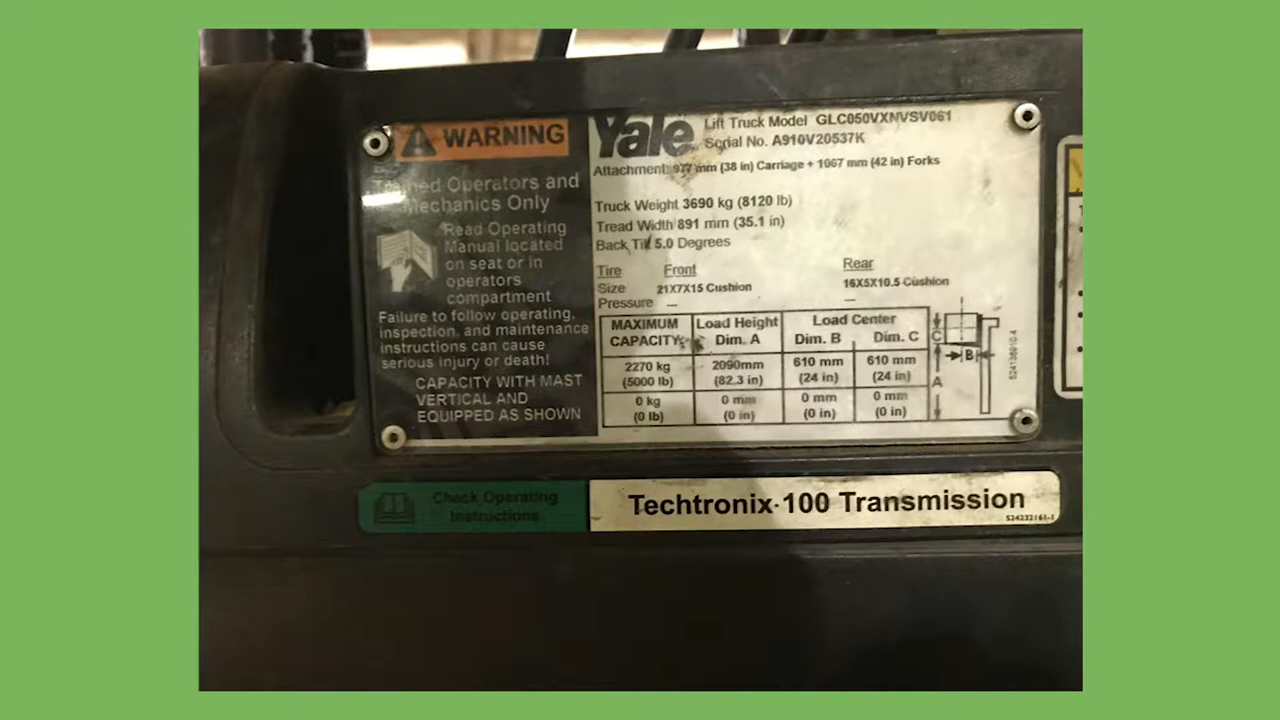 WARNING
Trained Operators and
Mechanics Only
Read Operating
Manual located
on seat or in
operators
compartment
Failure to follow operating,
inspection, and maintenance
instructions can cause
serious injury or death!
CAPACITY WITH MAST
VERTICAL AND
EQUIPPED AS SHOWN
Yale
Lift Truck Model GLC050VXNVSV061
Serial No. A910V20537K
Attachment: 977 mm (38 in) Carriage + 1067 mm (42 in) Forks
Truck Weight 3690 kg (8120 lb)
Tread Width 891 mm (35.1 in)
Back Tilt 5.0 Degrees
Tire Front Rear
Size 21X7X15 Cushion 16X5X10.5 Cushion
Pressure — —
MAXIMUM CAPACITY Load Height Dim. A Load Center Dim. B Dim. C
2270 kg (5000 lb) 2090mm (82.3 in) 610 mm (24 in) 610 mm (24 in)
0 kg (0 lb) 0 mm (0 in) 0 mm (0 in) 0 mm (0 in)
C
B
A
524136910.4
Check Operating
Instructions
Techtronix-100 Transmission
524232161-1